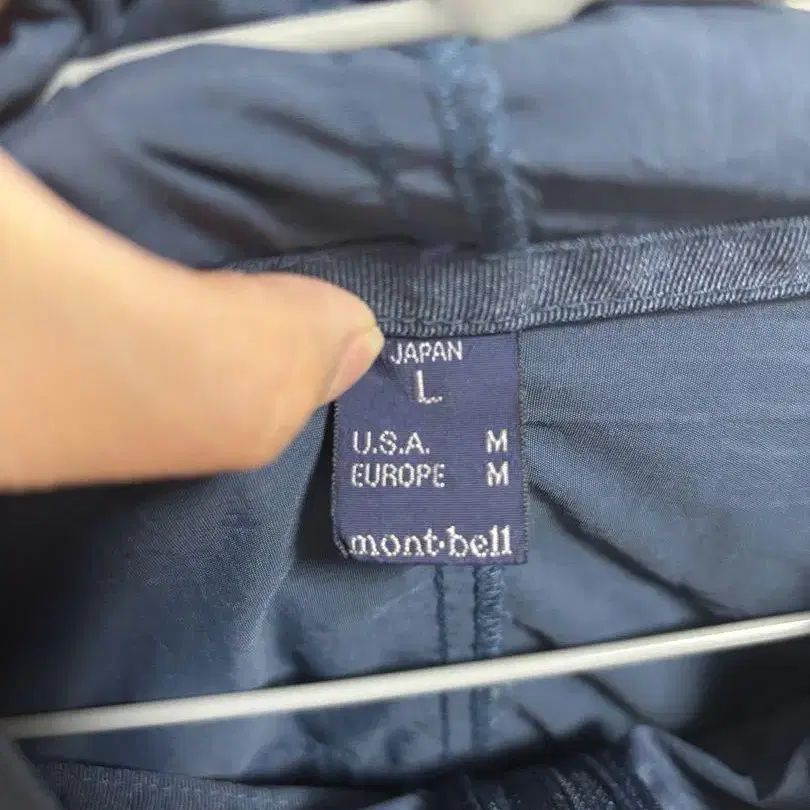 JAPAN
L
U.S.A. M
EUROPE M
mont-bell